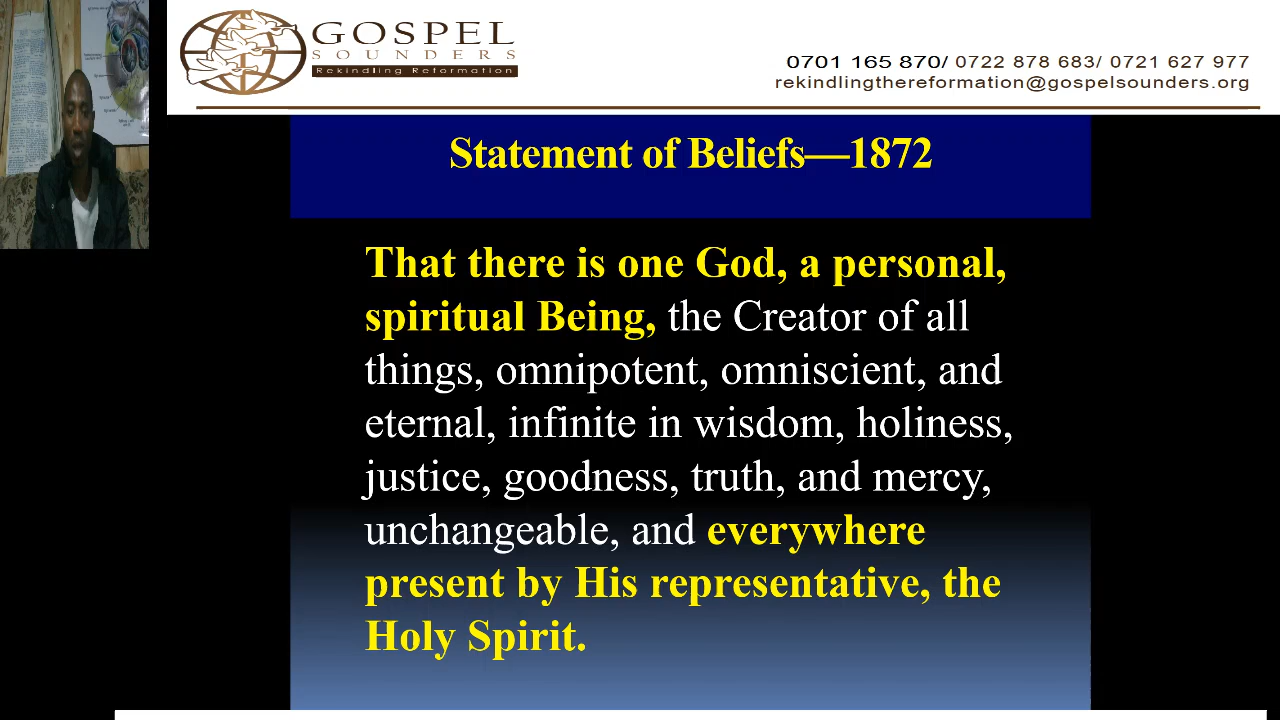 GOSPEL
SOUNDERS
Rekindling Reformation
0701 165 870/ 0722 878 683/ 0721 627 977
rekindlingthereformation@gospelsounders.org
Statement of Beliefs—1872
That there is one God, a personal,
spiritual Being, the Creator of all
things, omnipotent, omniscient, and
eternal, infinite in wisdom, holiness,
justice, goodness, truth, and mercy,
unchangeable, and everywhere
present by His representative, the
Holy Spirit.